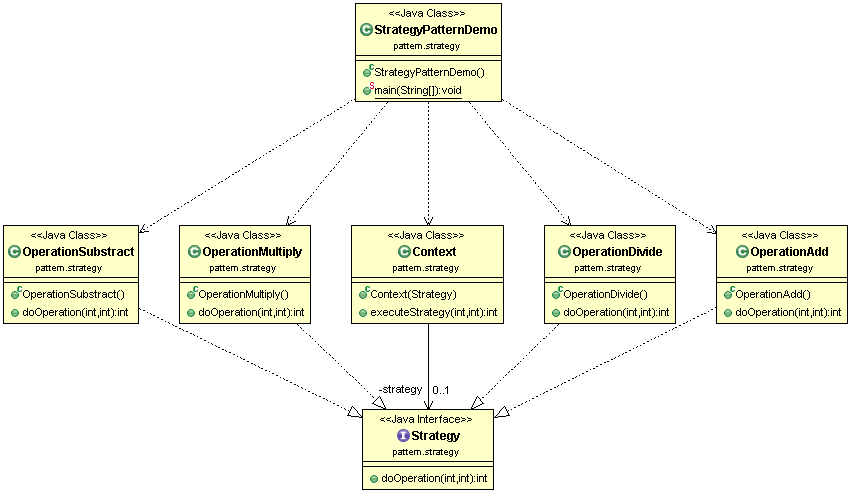 <<Java Class>>
StrategyPatternDemo
pattern.strategy
StrategyPatternDemo()
main(String[]):void
<<Java Class>>
OperationSubstract
pattern.strategy
OperationSubstract()
doOperation(int,int):int
<<Java Class>>
OperationMultiply
pattern.strategy
OperationMultiply()
doOperation(int,int):int
<<Java Class>>
Context
pattern.strategy
Context(Strategy)
executeStrategy(int,int):int
<<Java Class>>
OperationDivide
pattern.strategy
OperationDivide()
doOperation(int,int):int
<<Java Class>>
OperationAdd
pattern.strategy
OperationAdd()
doOperation(int,int):int
-strategy 0..1
<<Java Interface>>
Strategy
pattern.strategy
doOperation(int,int):int